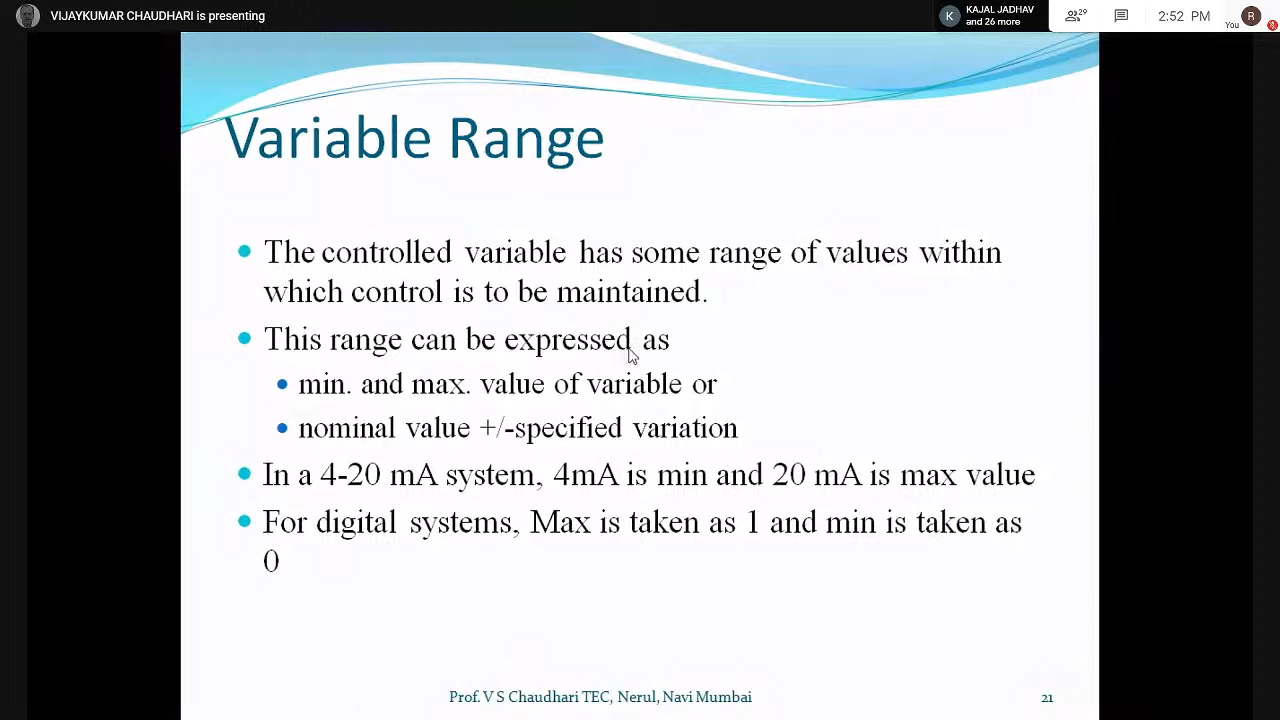 VIJAYKUMAR CHAUDHARI is presenting
K
KAJAL JADHAV
and 26 more
29
2:52 PM
You
R
Variable Range
The controlled variable has some range of values within
which control is to be maintained.
This range can be expressed as
min. and max. value of variable or
nominal value +/-specified variation
In a 4-20 mA system, 4mA is min and 20 mA is max value
For digital systems, Max is taken as 1 and min is taken as
0
Prof. V S Chaudhari TEC, Nerul, Navi Mumbai
21